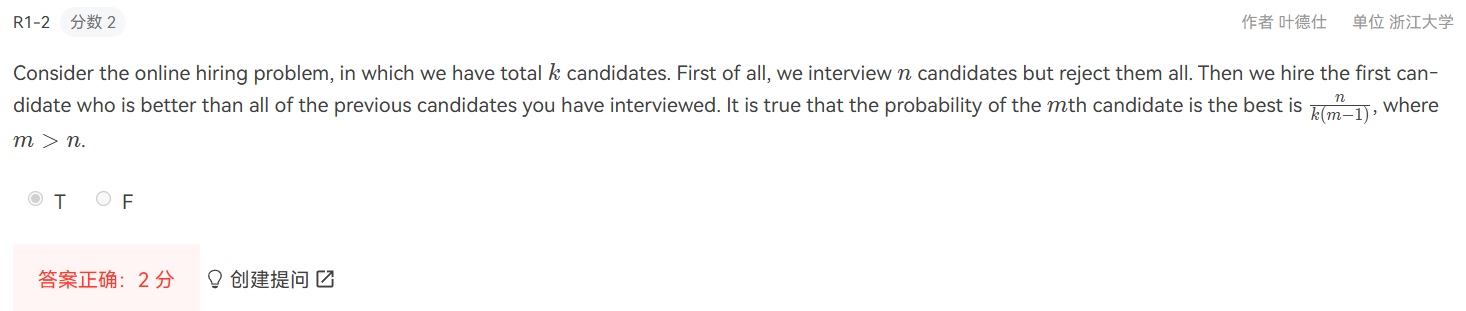 R1-2 分数 2 作者 叶德仕 单位 浙江大学
Consider the online hiring problem, in which we have total k candidates. First of all, we interview n candidates but reject them all. Then we hire the first can-
didate who is better than all of the previous candidates you have interviewed. It is true that the probability of the mth candidate is the best is \frac{n}{k(m-1)}, where
m > n.
T F
答案正确：2 分 创建提问